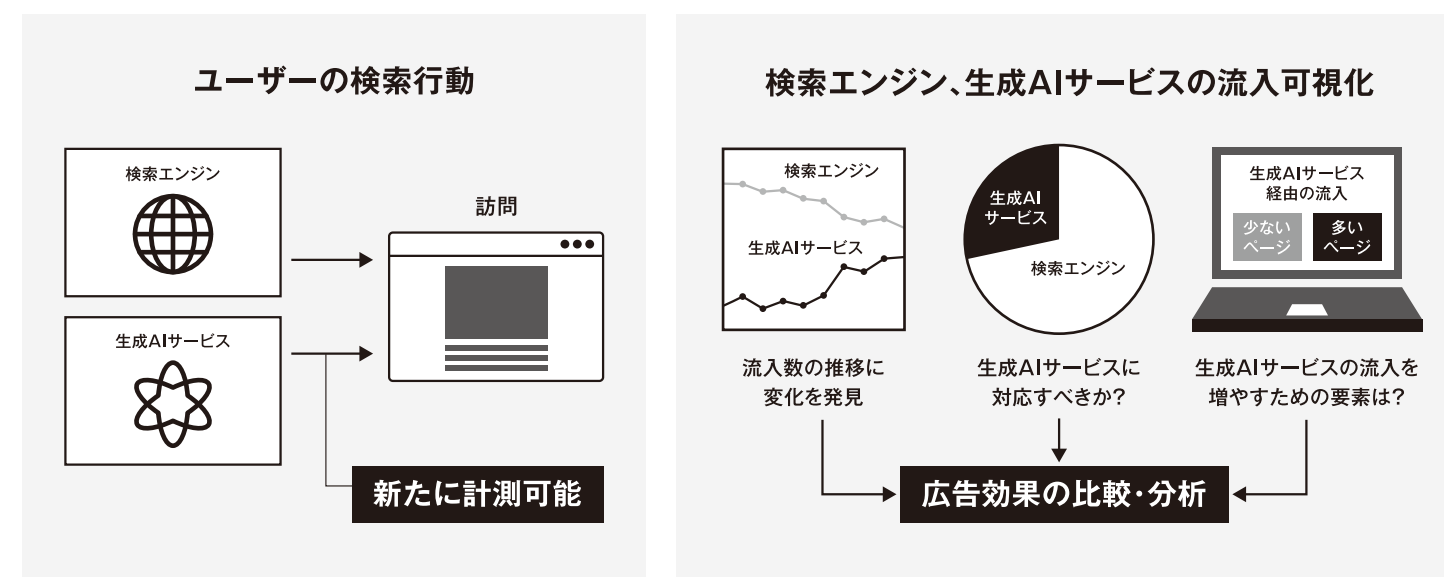 ユーザーの検索行動
検索エンジン
生成AIサービス
訪問
新たに計測可能
検索エンジン、生成AIサービスの流入可視化
検索エンジン
生成AIサービス
流入数の推移に
変化を発見
生成AI
サービス
検索エンジン
生成AIサービスに
対応すべきか?
生成AIサービス
経由の流入
少ない
ページ
多い
ページ
生成AIサービスの流入を
増やすための要素は?
広告効果の比較・分析